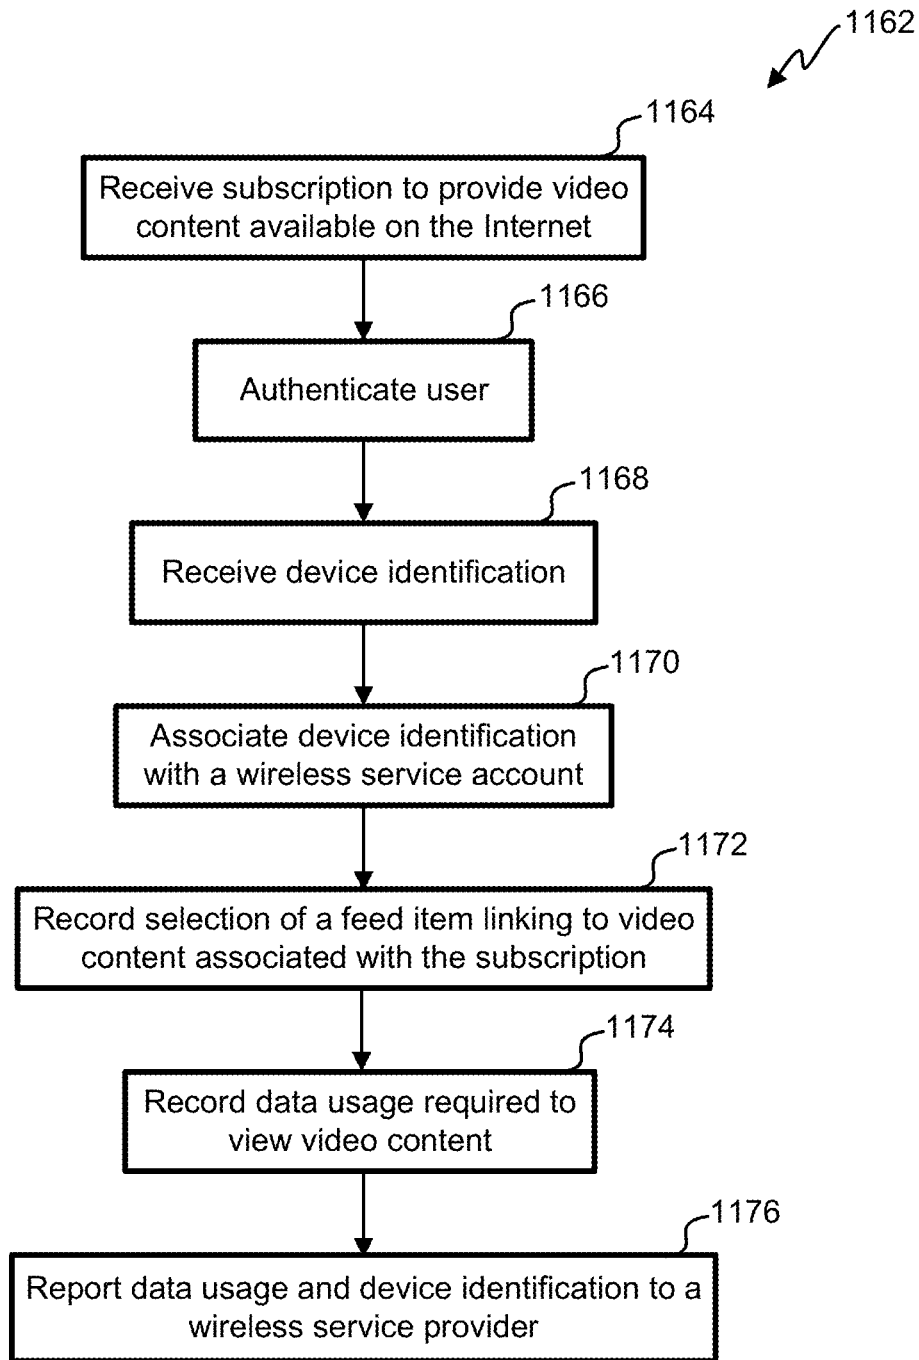 1162
1164
Receive subscription to provide video
content available on the Internet
1166
Authenticate user
1168
Receive device identification
1170
Associate device identification
with a wireless service account
1172
Record selection of a feed item linking to video
content associated with the subscription
1174
Record data usage required to
view video content
1176
Report data usage and device identification to a
wireless service provider